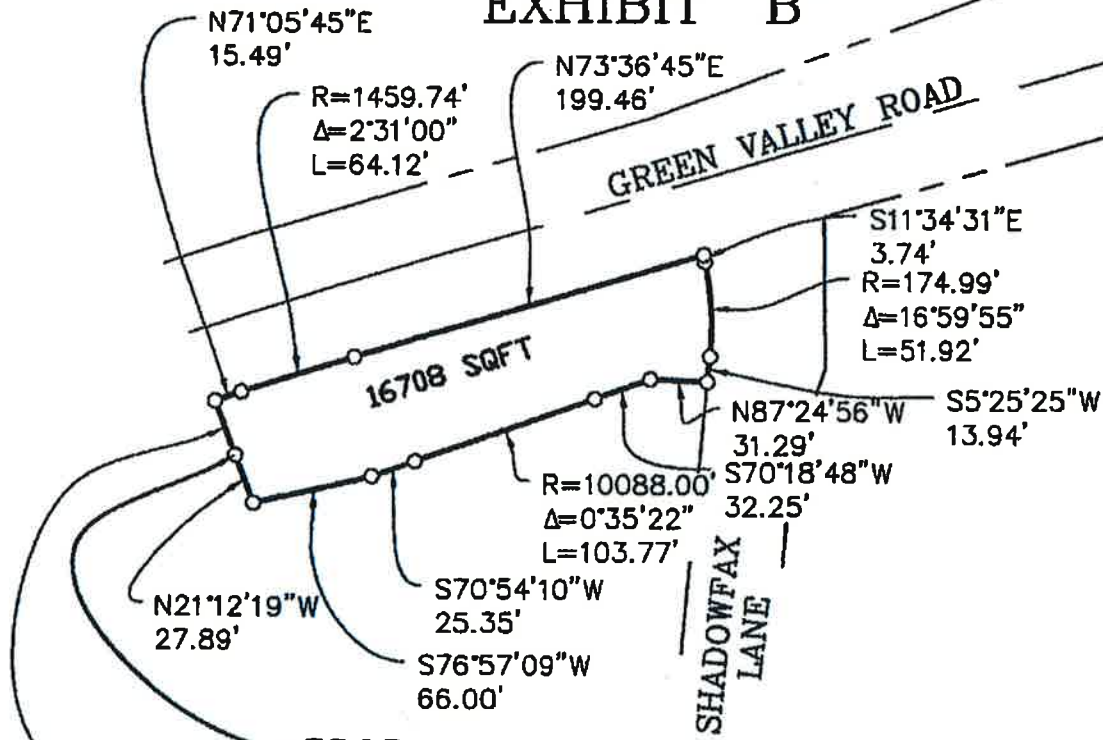 EXHIBIT B
N71°05'45"E
15.49'
R=1459.74'
Δ=2°31'00"
L=64.12'
N73°36'45"E
199.46'
GREEN VALLEY ROAD
S11°34'31"E
3.74'
R=174.99'
Δ=16°59'55"
L=51.92'
16708 SQFT
S5°25'25"W
13.94'
N87°24'56"W
31.29'
S70°18'48"W
32.25'
R=10088.00'
Δ=0°35'22"
L=103.77'
S70°54'10"W
25.35'
N21°12'19"W
27.89'
S76°57'09"W
66.00'
SHADOWFAX
LANE